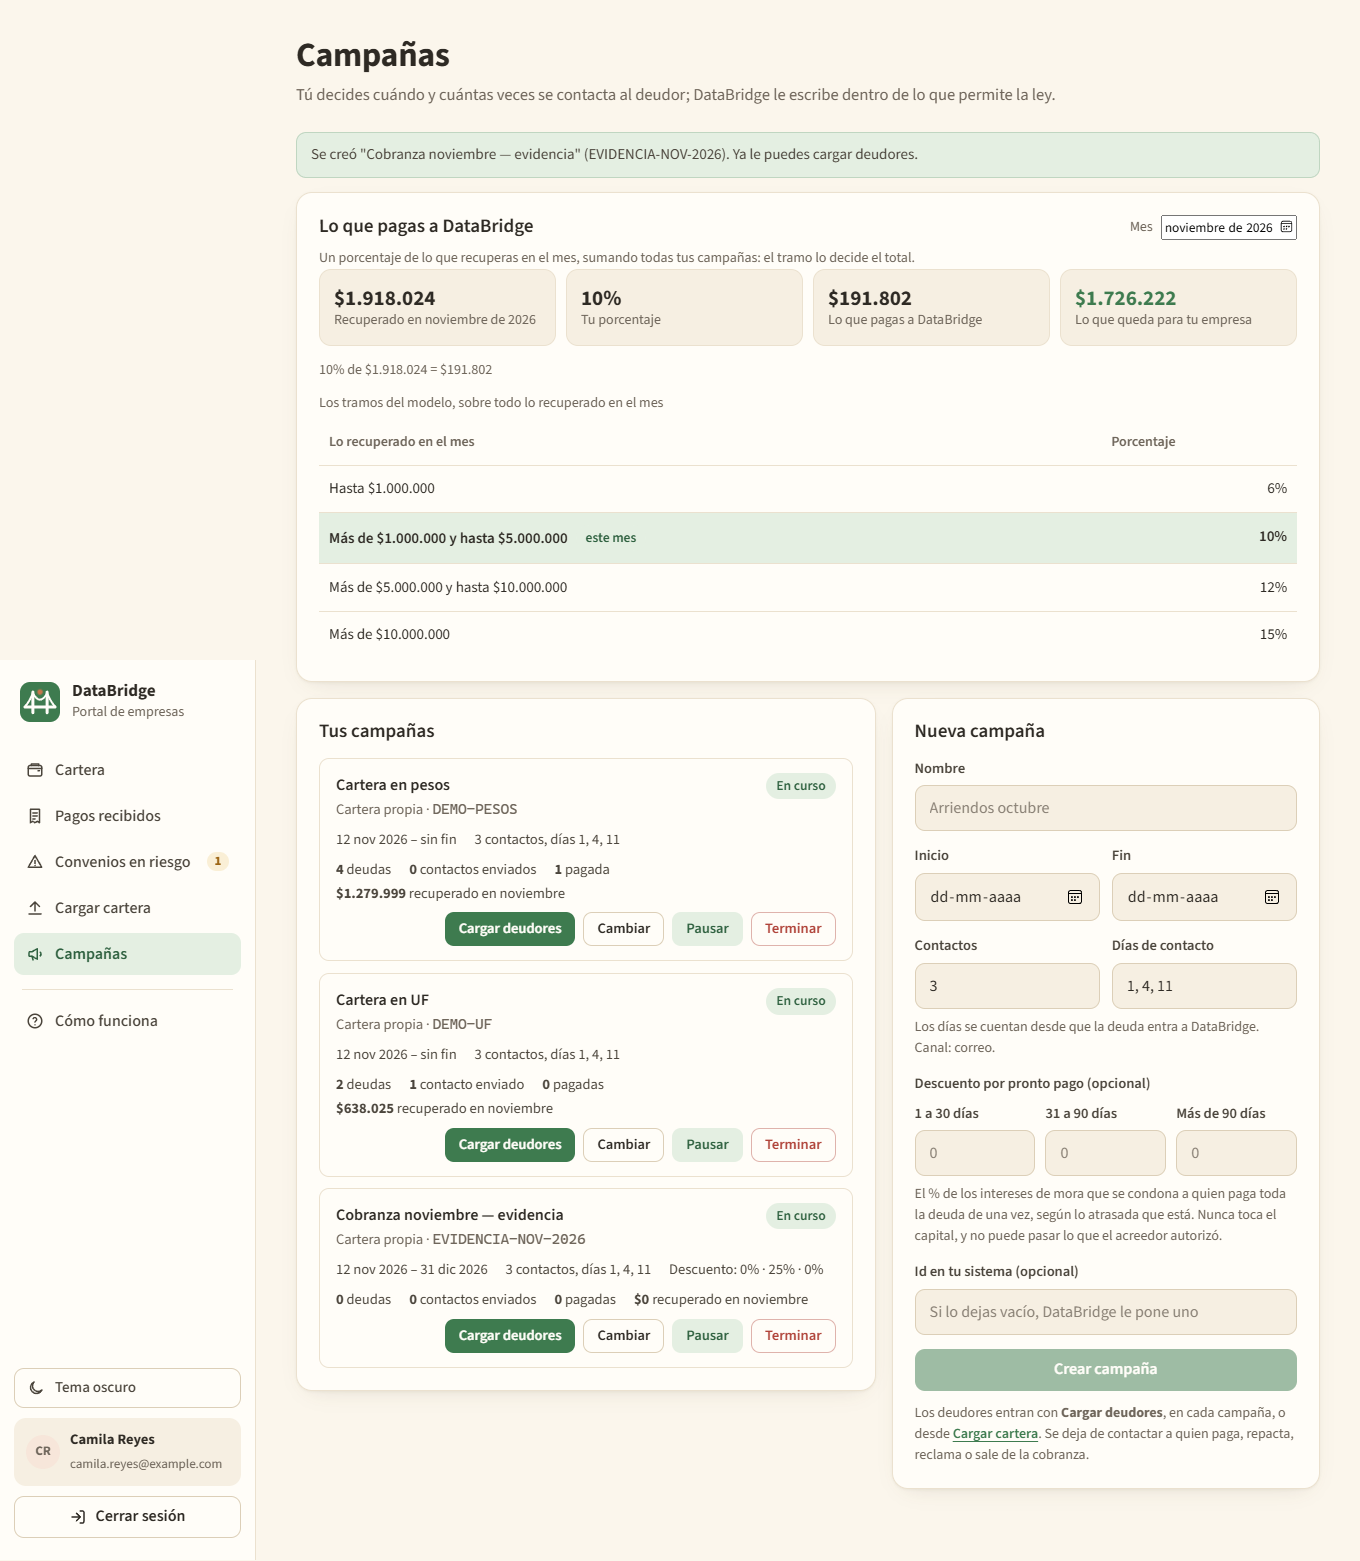 Campañas
Tú decides cuándo y cuántas veces se contacta al deudor; DataBridge le escribe dentro de lo que permite la ley.
Se creó "Cobranza noviembre — evidencia" (EVIDENCIA-NOV-2026). Ya le puedes cargar deudores.
Lo que pagas a DataBridge
Mes noviembre de 2026
Un porcentaje de lo que recuperas en el mes, sumando todas tus campañas: el tramo lo decide el total.
$1.918.024
Recuperado en noviembre de 2026
10%
Tu porcentaje
$191.802
Lo que pagas a DataBridge
$1.726.222
Lo que queda para tu empresa
10% de $1.918.024 = $191.802
Los tramos del modelo, sobre todo lo recuperado en el mes
Lo recuperado en el mes Porcentaje
Hasta $1.000.000 6%
Más de $1.000.000 y hasta $5.000.000 este mes 10%
Más de $5.000.000 y hasta $10.000.000 12%
Más de $10.000.000 15%
DataBridge
Portal de empresas
Cartera
Pagos recibidos
Convenios en riesgo 1
Cargar cartera
Campañas
Cómo funciona
Tema oscuro
CR
Camila Reyes
camila.reyes@example.com
Cerrar sesión
Tus campañas
Cartera en pesos En curso
Cartera propia · DEMO-PESOS
12 nov 2026 – sin fin 3 contactos, días 1, 4, 11
4 deudas 0 contactos enviados 1 pagada
$1.279.999 recuperado en noviembre
Cargar deudores Cambiar Pausar Terminar
Cartera en UF En curso
Cartera propia · DEMO-UF
12 nov 2026 – sin fin 3 contactos, días 1, 4, 11
2 deudas 1 contacto enviado 0 pagadas
$638.025 recuperado en noviembre
Cargar deudores Cambiar Pausar Terminar
Cobranza noviembre — evidencia En curso
Cartera propia · EVIDENCIA-NOV-2026
12 nov 2026 – 31 dic 2026 3 contactos, días 1, 4, 11 Descuento: 0% · 25% · 0%
0 deudas 0 contactos enviados 0 pagadas $0 recuperado en noviembre
Cargar deudores Cambiar Pausar Terminar
Nueva campaña
Nombre
Arriendos octubre
Inicio Fin
dd-mm-aaaa dd-mm-aaaa
Contactos Días de contacto
3 1, 4, 11
Los días se cuentan desde que la deuda entra a DataBridge.
Canal: correo.
Descuento por pronto pago (opcional)
1 a 30 días 31 a 90 días Más de 90 días
0 0 0
El % de los intereses de mora que se condona a quien paga toda
la deuda de una vez, según lo atrasada que está. Nunca toca el
capital, y no puede pasar lo que el acreedor autorizó.
Id en tu sistema (opcional)
Si lo dejas vacío, DataBridge le pone uno
Crear campaña
Los deudores entran con Cargar deudores, en cada campaña, o
desde Cargar cartera. Se deja de contactar a quien paga, repacta,
reclama o sale de la cobranza.